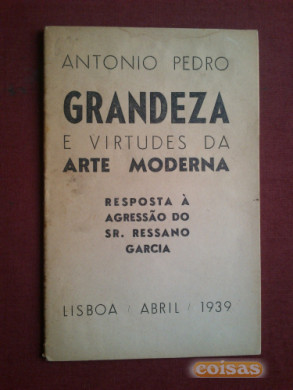 ANTONIO PEDRO
GRANDEZA
E VIRTUDES DA
ARTE MODERNA
RESPOSTA À
AGRESSÃO DO
SR. RESSANO
GARCIA
LISBOA / ABRIL / 1939
coisas